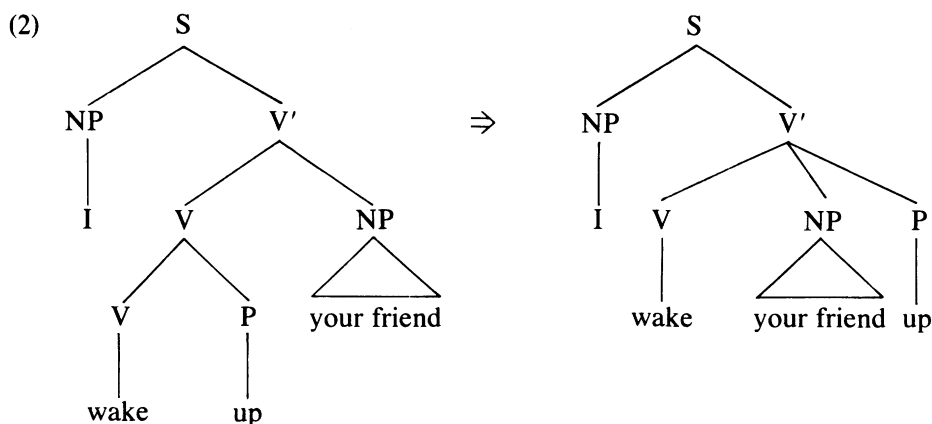 (2) S S
NP V′ ⇒ NP V′
I V NP I V NP P
V P your friend wake your friend up
wake up